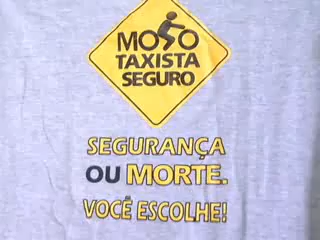 MOTO
TAXISTA
SEGURO
SEGURANÇA
OU MORTE.
VOCÊ ESCOLHE!